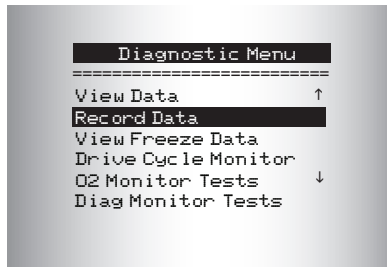 Diagnostic Menu
==========================
View Data ↑
Record Data
View Freeze Data
Drive Cycle Monitor
O2 Monitor Tests ↓
Diag Monitor Tests